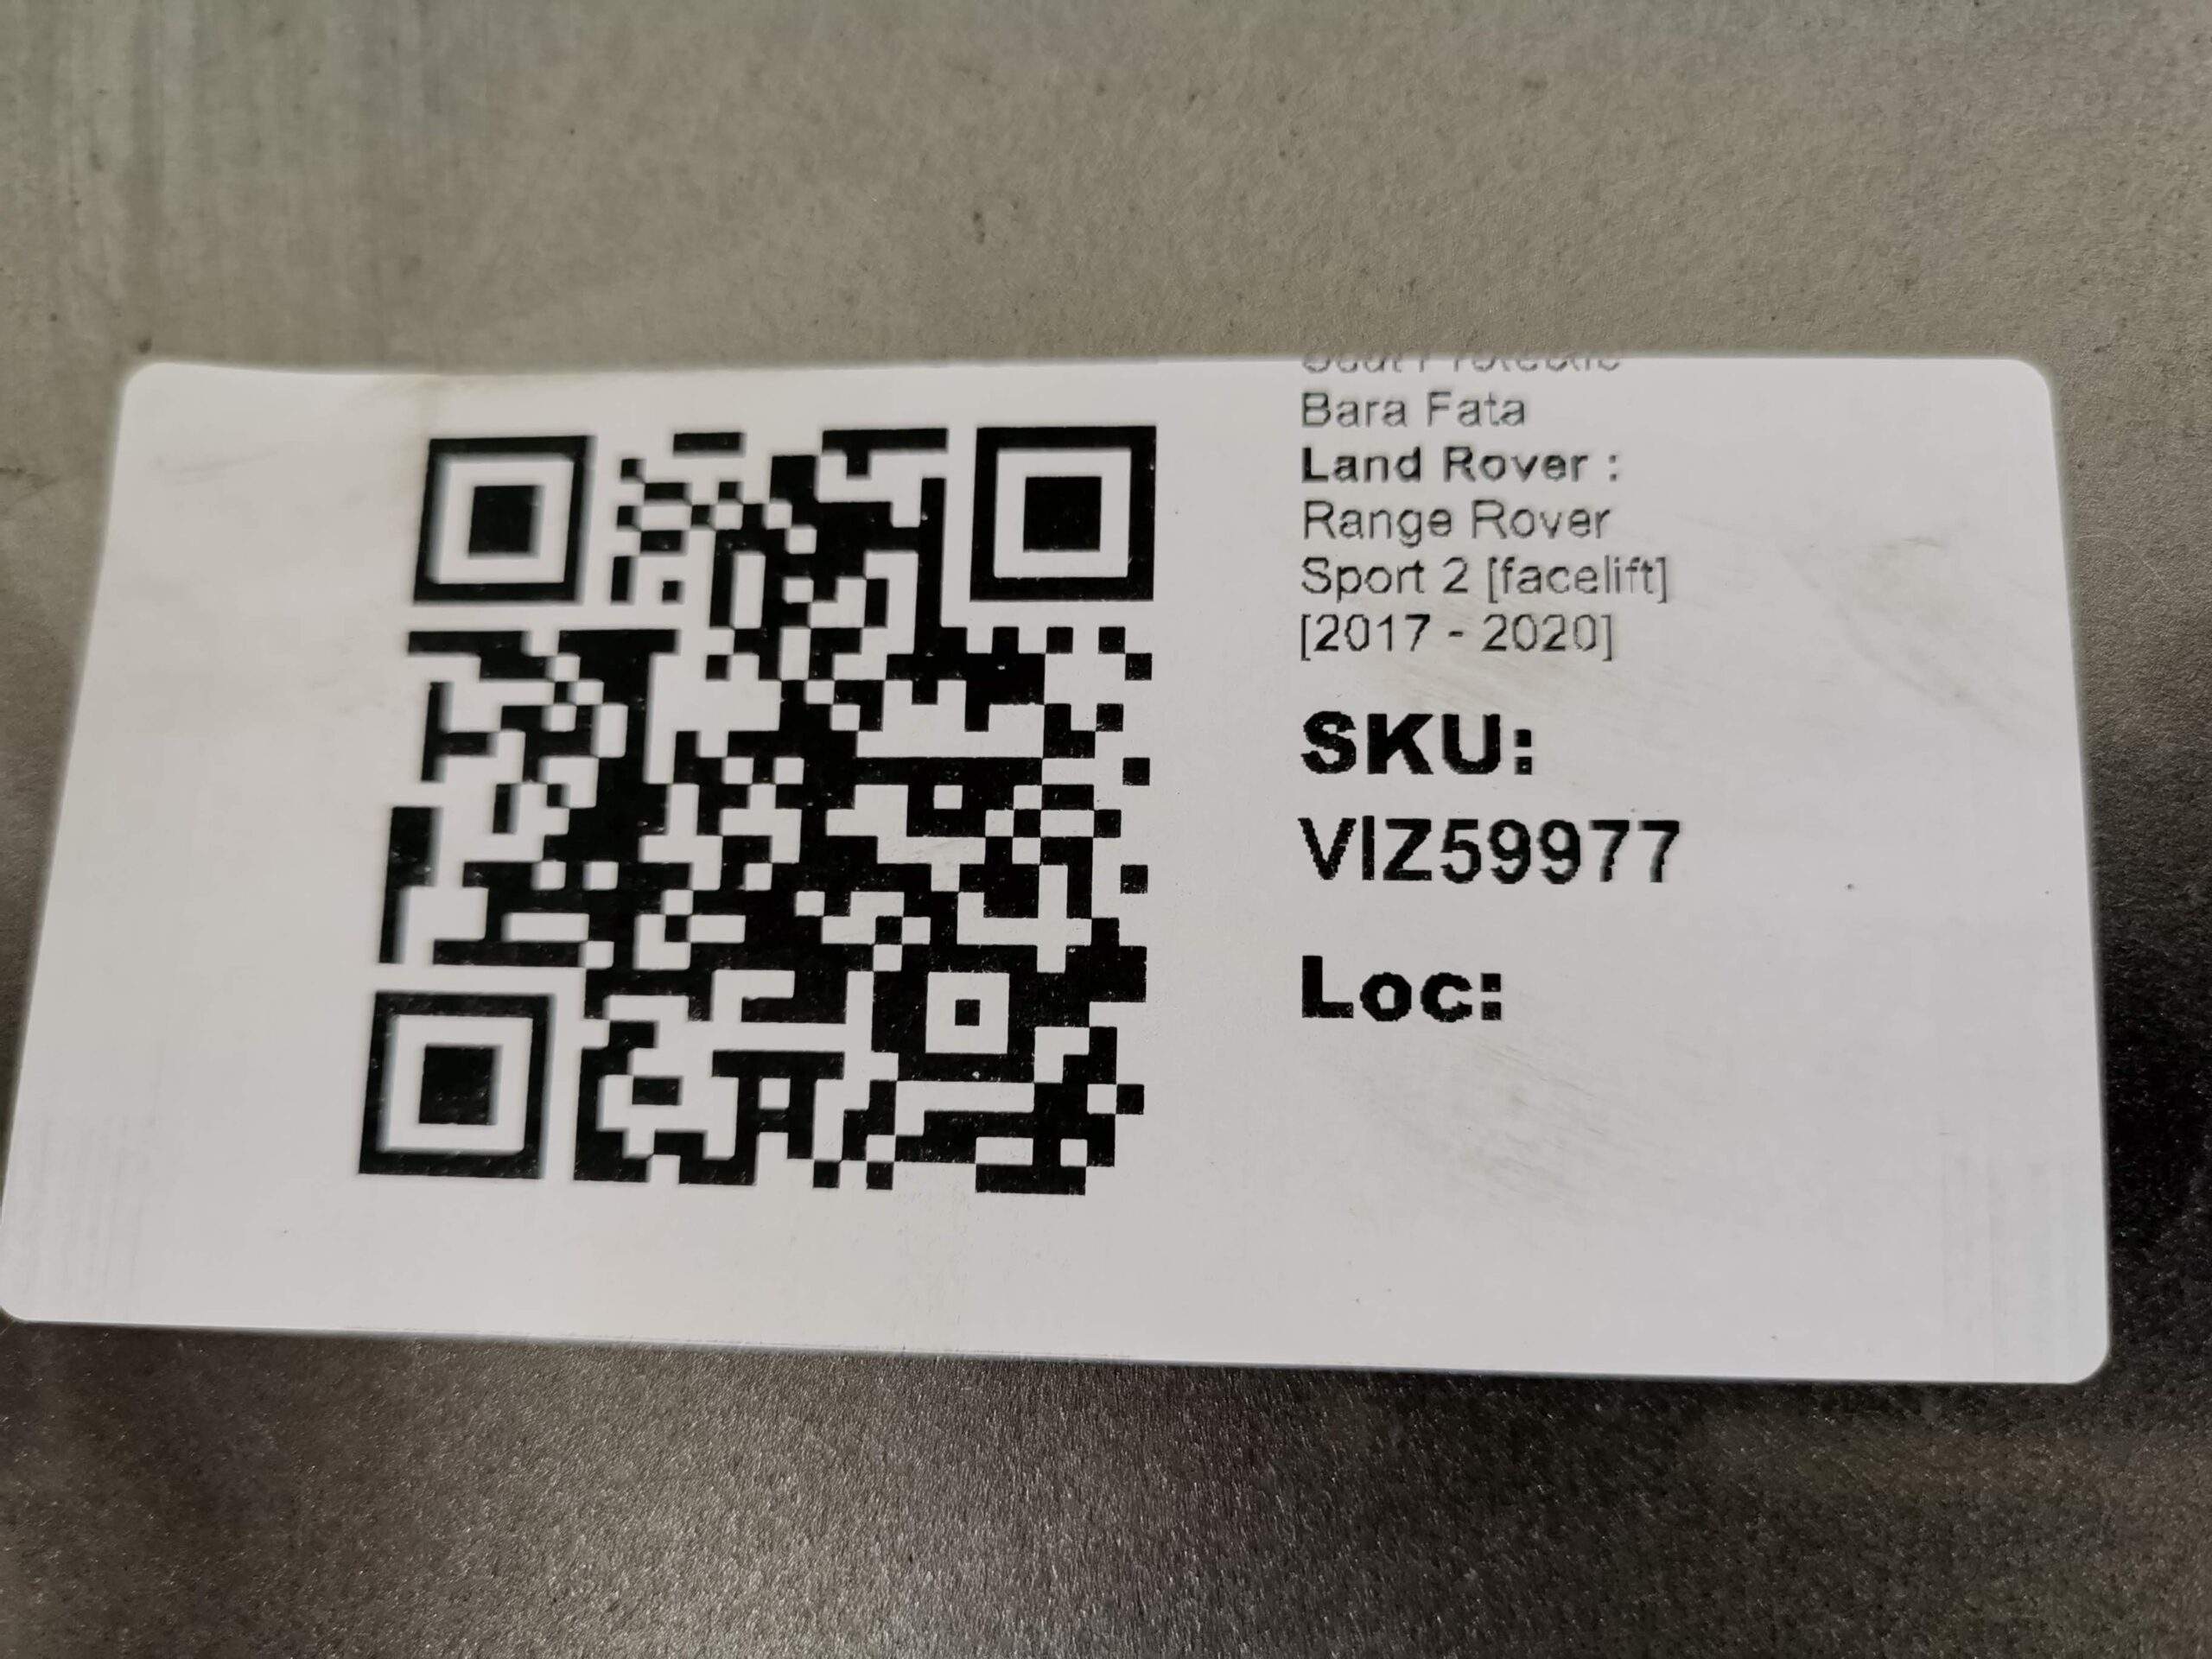 Bara Fata
Land Rover :
Range Rover
Sport 2 [facelift]
[2017 - 2020]
SKU:
VIZ59977
Loc: